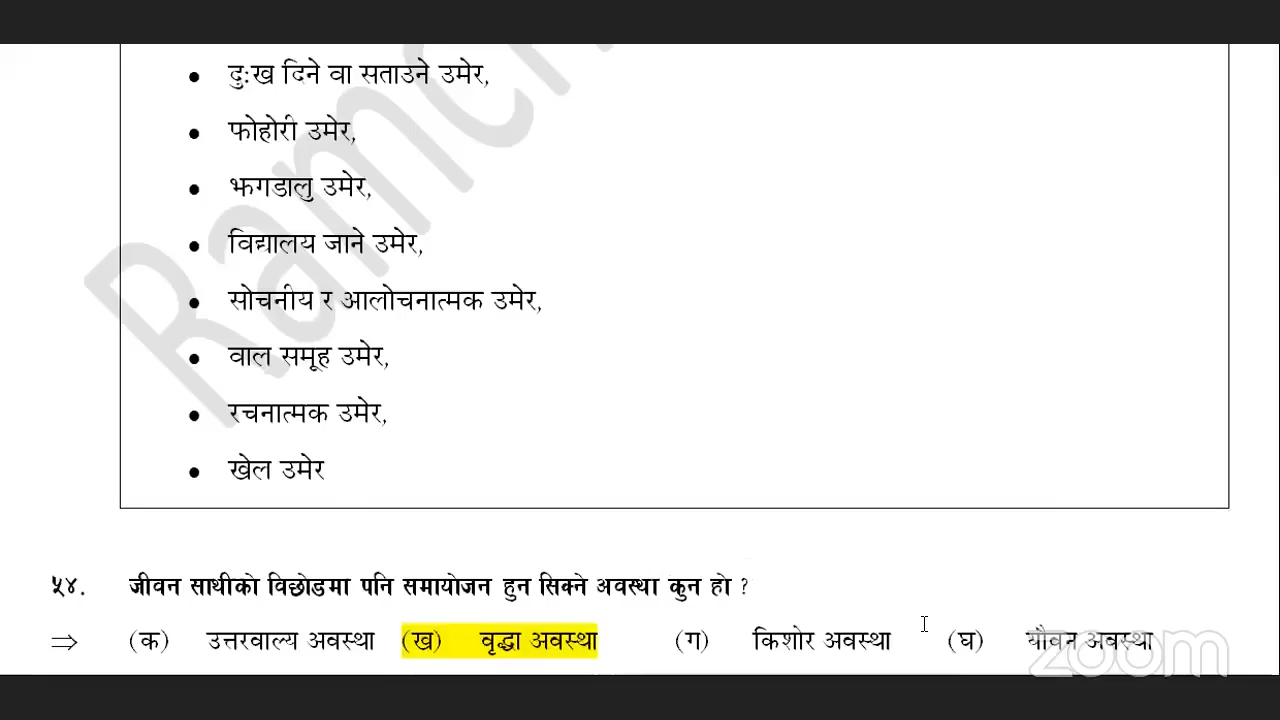 • दुःख दिने वा सताउने उमेर,
• फोहोरी उमेर,
• झगडालु उमेर,
• विद्यालय जाने उमेर,
• सोचनीय र आलोचनात्मक उमेर,
• वाल समूह उमेर,
• रचनात्मक उमेर,
• खेल उमेर
५४. जीवन साथीको विछोडमा पनि समायोजन हुन सिक्ने अवस्था कुन हो ?
⇒ (क) उत्तरवाल्य अवस्था (ख) वृद्धा अवस्था (ग) किशोर अवस्था (घ) यौवन अवस्था
zoom